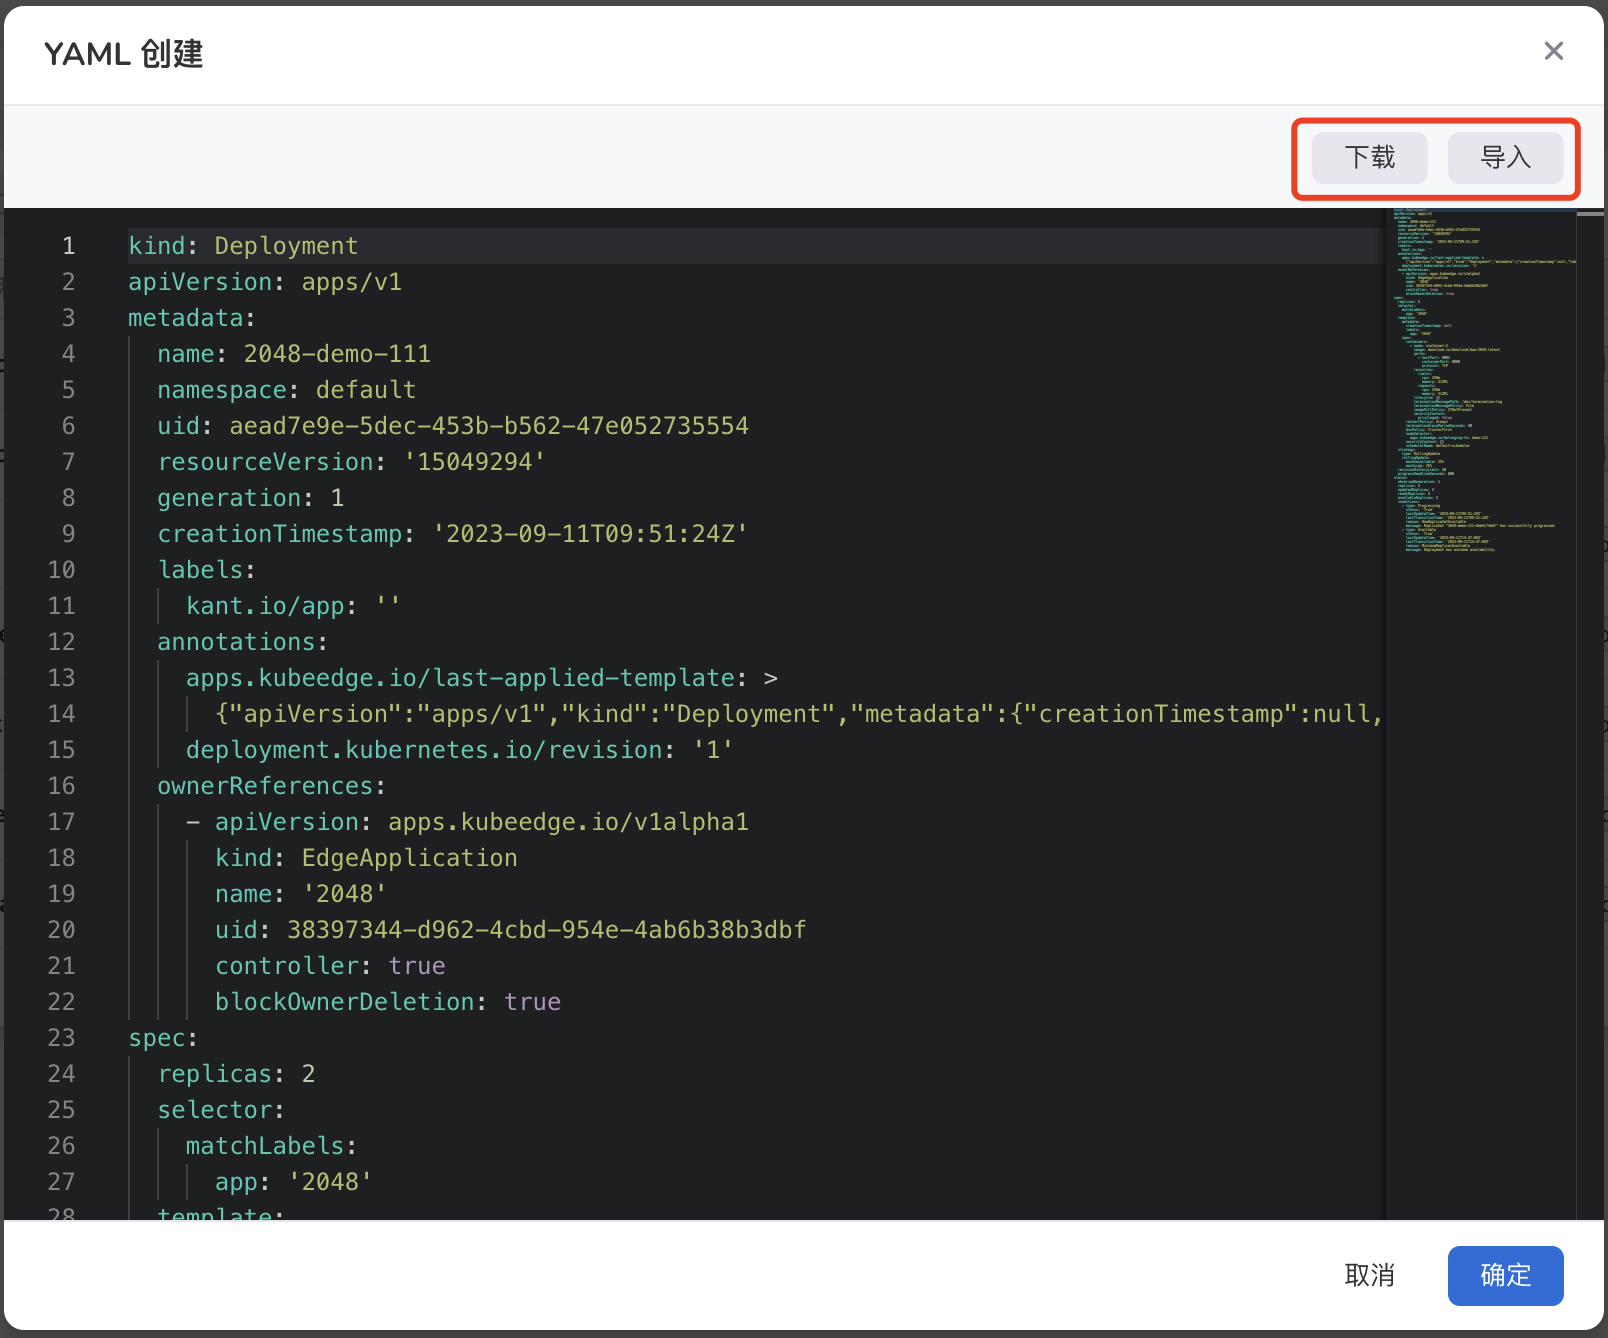 YAML 创建
下载
导入
1 kind: Deployment
2 apiVersion: apps/v1
3 metadata:
4 name: 2048-demo-111
5 namespace: default
6 uid: aead7e9e-5dec-453b-b562-47e052735554
7 resourceVersion: '15049294'
8 generation: 1
9 creationTimestamp: '2023-09-11T09:51:24Z'
10 labels:
11 kant.io/app: ''
12 annotations:
13 apps.kubeedge.io/last-applied-template: >
14 {"apiVersion":"apps/v1","kind":"Deployment","metadata":{"creationTimestamp":null,
15 deployment.kubernetes.io/revision: '1'
16 ownerReferences:
17 - apiVersion: apps.kubeedge.io/v1alpha1
18 kind: EdgeApplication
19 name: '2048'
20 uid: 38397344-d962-4cbd-954e-4ab6b38b3dbf
21 controller: true
22 blockOwnerDeletion: true
23 spec:
24 replicas: 2
25 selector:
26 matchLabels:
27 app: '2048'
28 template:
取消
确定